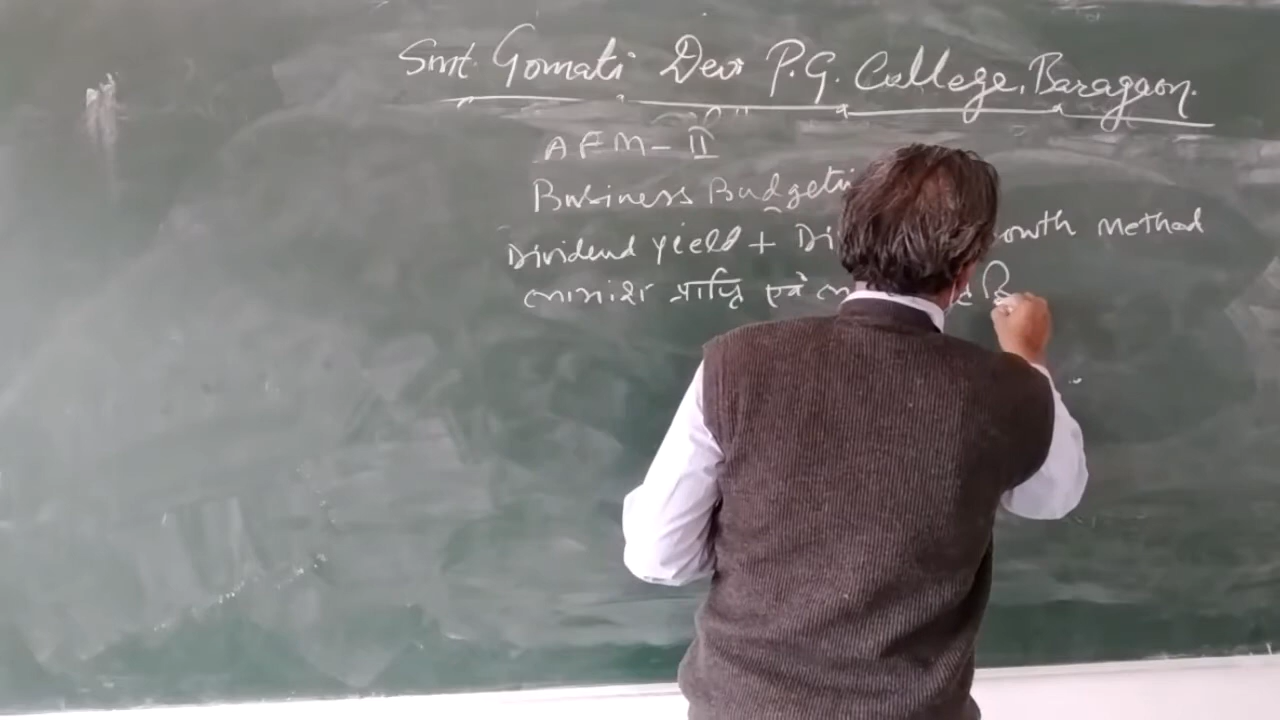 Smt. Gomati Devi P.G. College, Baragaon.
AFM - II
Business Budgeti
Dividend Yield + Di owth Method
लाभांश प्राप्ति एवं ला